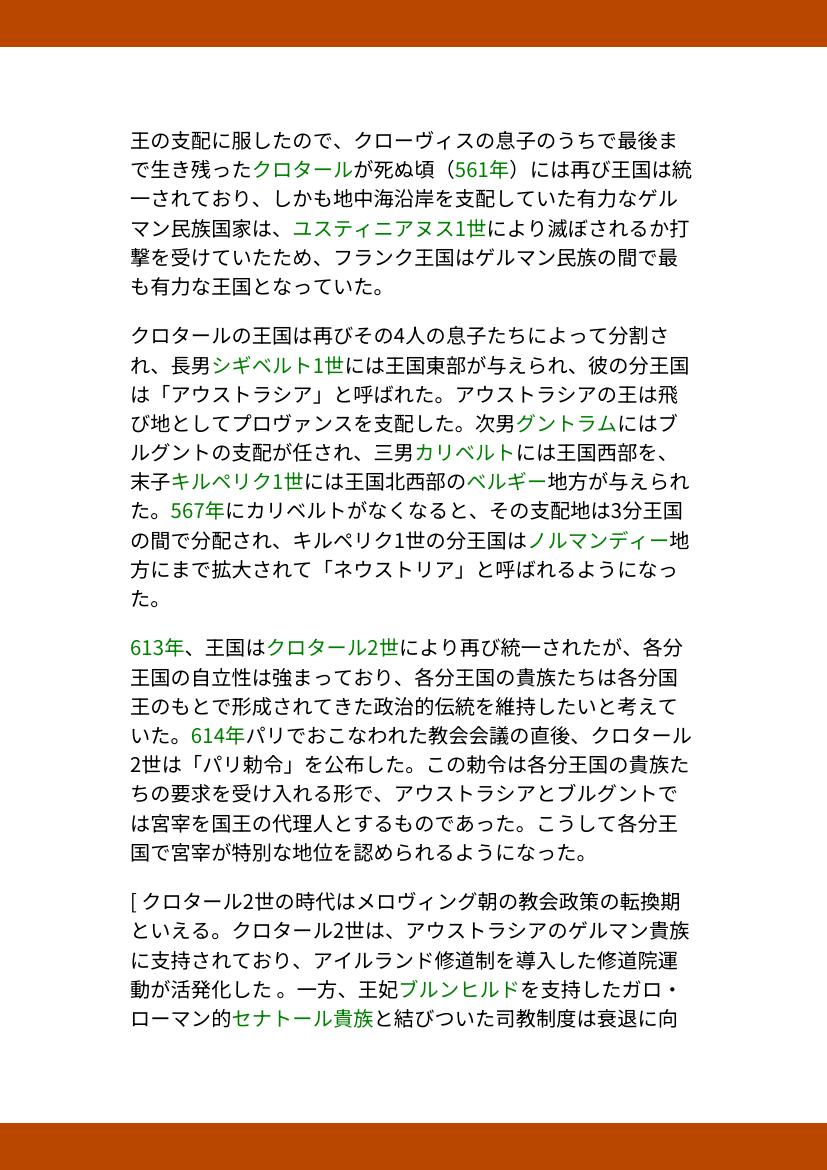 王の支配に服したので、クローヴィスの息子のうちで最後ま
で生き残ったクロタールが死ぬ頃（561年）には再び王国は統
一されており、しかも地中海沿岸を支配していた有力なゲル
マン民族国家は、ユスティニアヌス1世により滅ぼされるか打
撃を受けていたため、フランク王国はゲルマン民族の間で最
も有力な王国となっていた。
クロタールの王国は再びその4人の息子たちによって分割さ
れ、長男シギベルト1世には王国東部が与えられ、彼の分王国
は「アウストラシア」と呼ばれた。アウストラシアの王は飛
び地としてプロヴァンスを支配した。次男グントラムにはブ
ルグントの支配が任され、三男カリベルトには王国西部を、
末子キルペリク1世には王国北西部のベルギー地方が与えられ
た。567年にカリベルトがなくなると、その支配地は3分王国
の間で分配され、キルペリク1世の分王国はノルマンディー地
方にまで拡大されて「ネウストリア」と呼ばれるようになっ
た。
613年、王国はクロタール2世により再び統一されたが、各分
王国の自立性は強まっており、各分王国の貴族たちは各分国
王のもとで形成されてきた政治的伝統を維持したいと考えて
いた。614年パリでおこなわれた教会会議の直後、クロタール
2世は「パリ勅令」を公布した。この勅令は各分王国の貴族た
ちの要求を受け入れる形で、アウストラシアとブルグントで
は宮宰を国王の代理人とするものであった。こうして各分王
国で宮宰が特別な地位を認められるようになった。
[ クロタール2世の時代はメロヴィング朝の教会政策の転換期
といえる。クロタール2世は、アウストラシアのゲルマン貴族
に支持されており、アイルランド修道制を導入した修道院運
動が活発化した 。一方、王妃ブルンヒルドを支持したガロ・
ローマン的セナトール貴族と結びついた司教制度は衰退に向